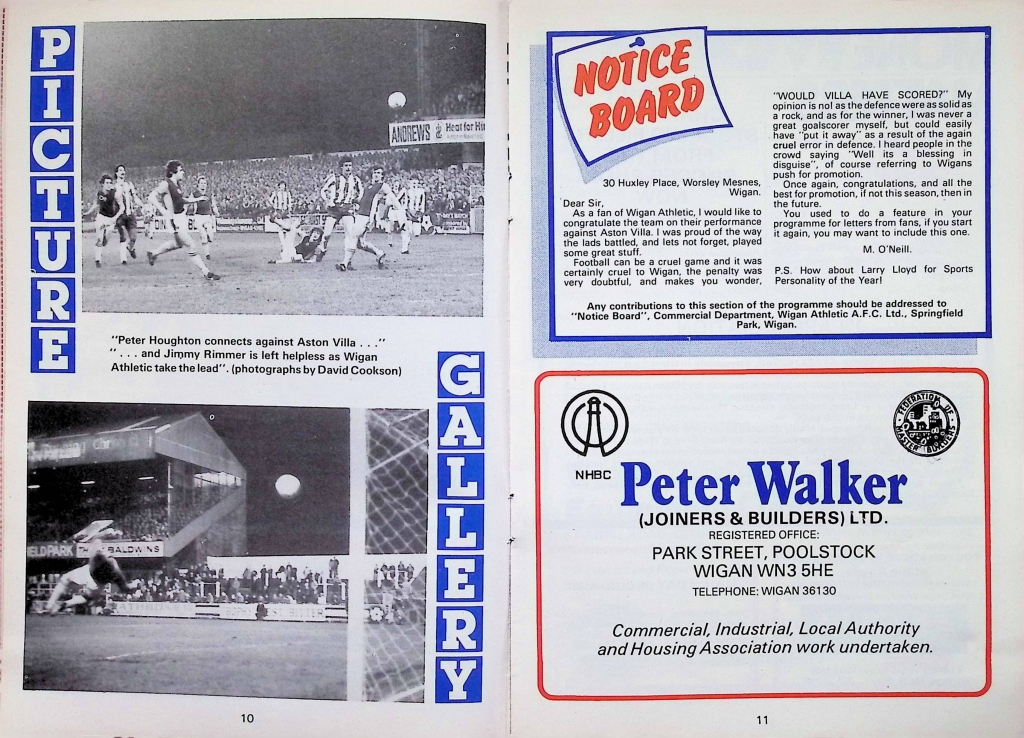 PICTURE
ANDREWS
Heat for
"Peter Houghton connects against Aston Villa . . ."
" . . . and Jimmy Rimmer is left helpless as Wigan
Athletic take the lead". (photographs by David Cookson)
GALLERY
BALDWINS
10
NOTICE
BOARD
30 Huxley Place, Worsley Mesnes,
Wigan.
Dear Sir,
As a fan of Wigan Athletic, I would like to
congratulate the team on their performance
against Aston Villa. I was proud of the way
the lads battled, and lets not forget, played
some great stuff.
Football can be a cruel game and it was
certainly cruel to Wigan, the penalty was
very doubtful, and makes you wonder,
"WOULD VILLA HAVE SCORED?" My
opinion is not as the defence were as solid as
a rock, and as for the winner, I was never a
great goalscorer myself, but could easily
have "put it away" as a result of the again
cruel error in defence. I heard people in the
crowd saying "Well its a blessing in
disguise", of course referring to Wigans
push for promotion.
Once again, congratulations, and all the
best for promotion, if not this season, then in
the future.
You used to do a feature in your
programme for letters from fans, if you start
it again, you may want to include this one.
M. O'Neill.
P.S. How about Larry Lloyd for Sports
Personality of the Year!
Any contributions to this section of the programme should be addressed to
"Notice Board", Commercial Department, Wigan Athletic A.F.C. Ltd., Springfield
Park, Wigan.
NHBC
FEDERATION OF
MASTER BUILDERS
Peter Walker
(JOINERS & BUILDERS) LTD.
REGISTERED OFFICE:
PARK STREET, POOLSTOCK
WIGAN WN3 5HE
TELEPHONE: WIGAN 36130
Commercial, Industrial, Local Authority
and Housing Association work undertaken.
11